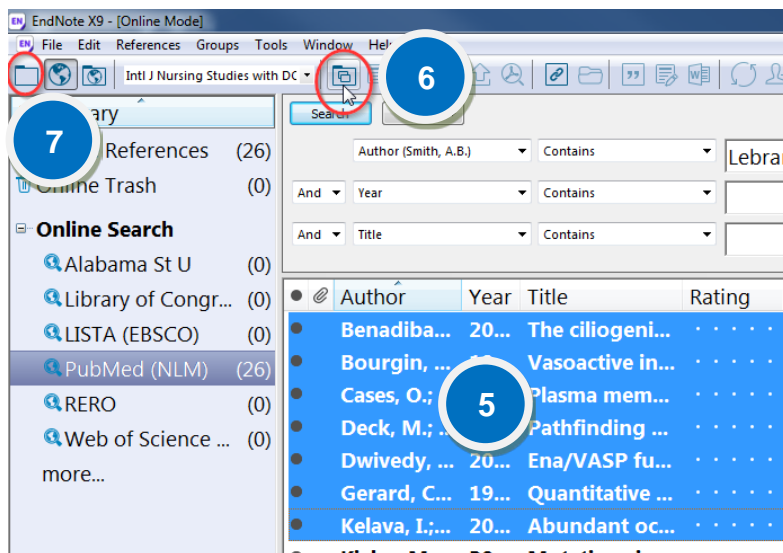 EndNote X9 - [Online Mode]
File Edit References Groups Tools Window Help
Intl J Nursing Studies with DC
6
7
References (26)
Online Trash (0)
Online Search
Alabama St U (0)
Library of Congr... (0)
LISTA (EBSCO) (0)
PubMed (NLM) (26)
RERO (0)
Web of Science ... (0)
more...
Search
Author (Smith, A.B.) Contains
And Year Contains
And Title Contains
Author Year Title Rating
Benadiba... 20... The ciliogeni...
Bourgin, ... Vasoactive in...
Cases, O.; Plasma mem...
5
Deck, M.; Pathfinding ...
Dwivedy, ... 20... Ena/VASP fu...
Gerard, C... 19... Quantitative ...
Kelava, I.;... 20... Abundant oc...